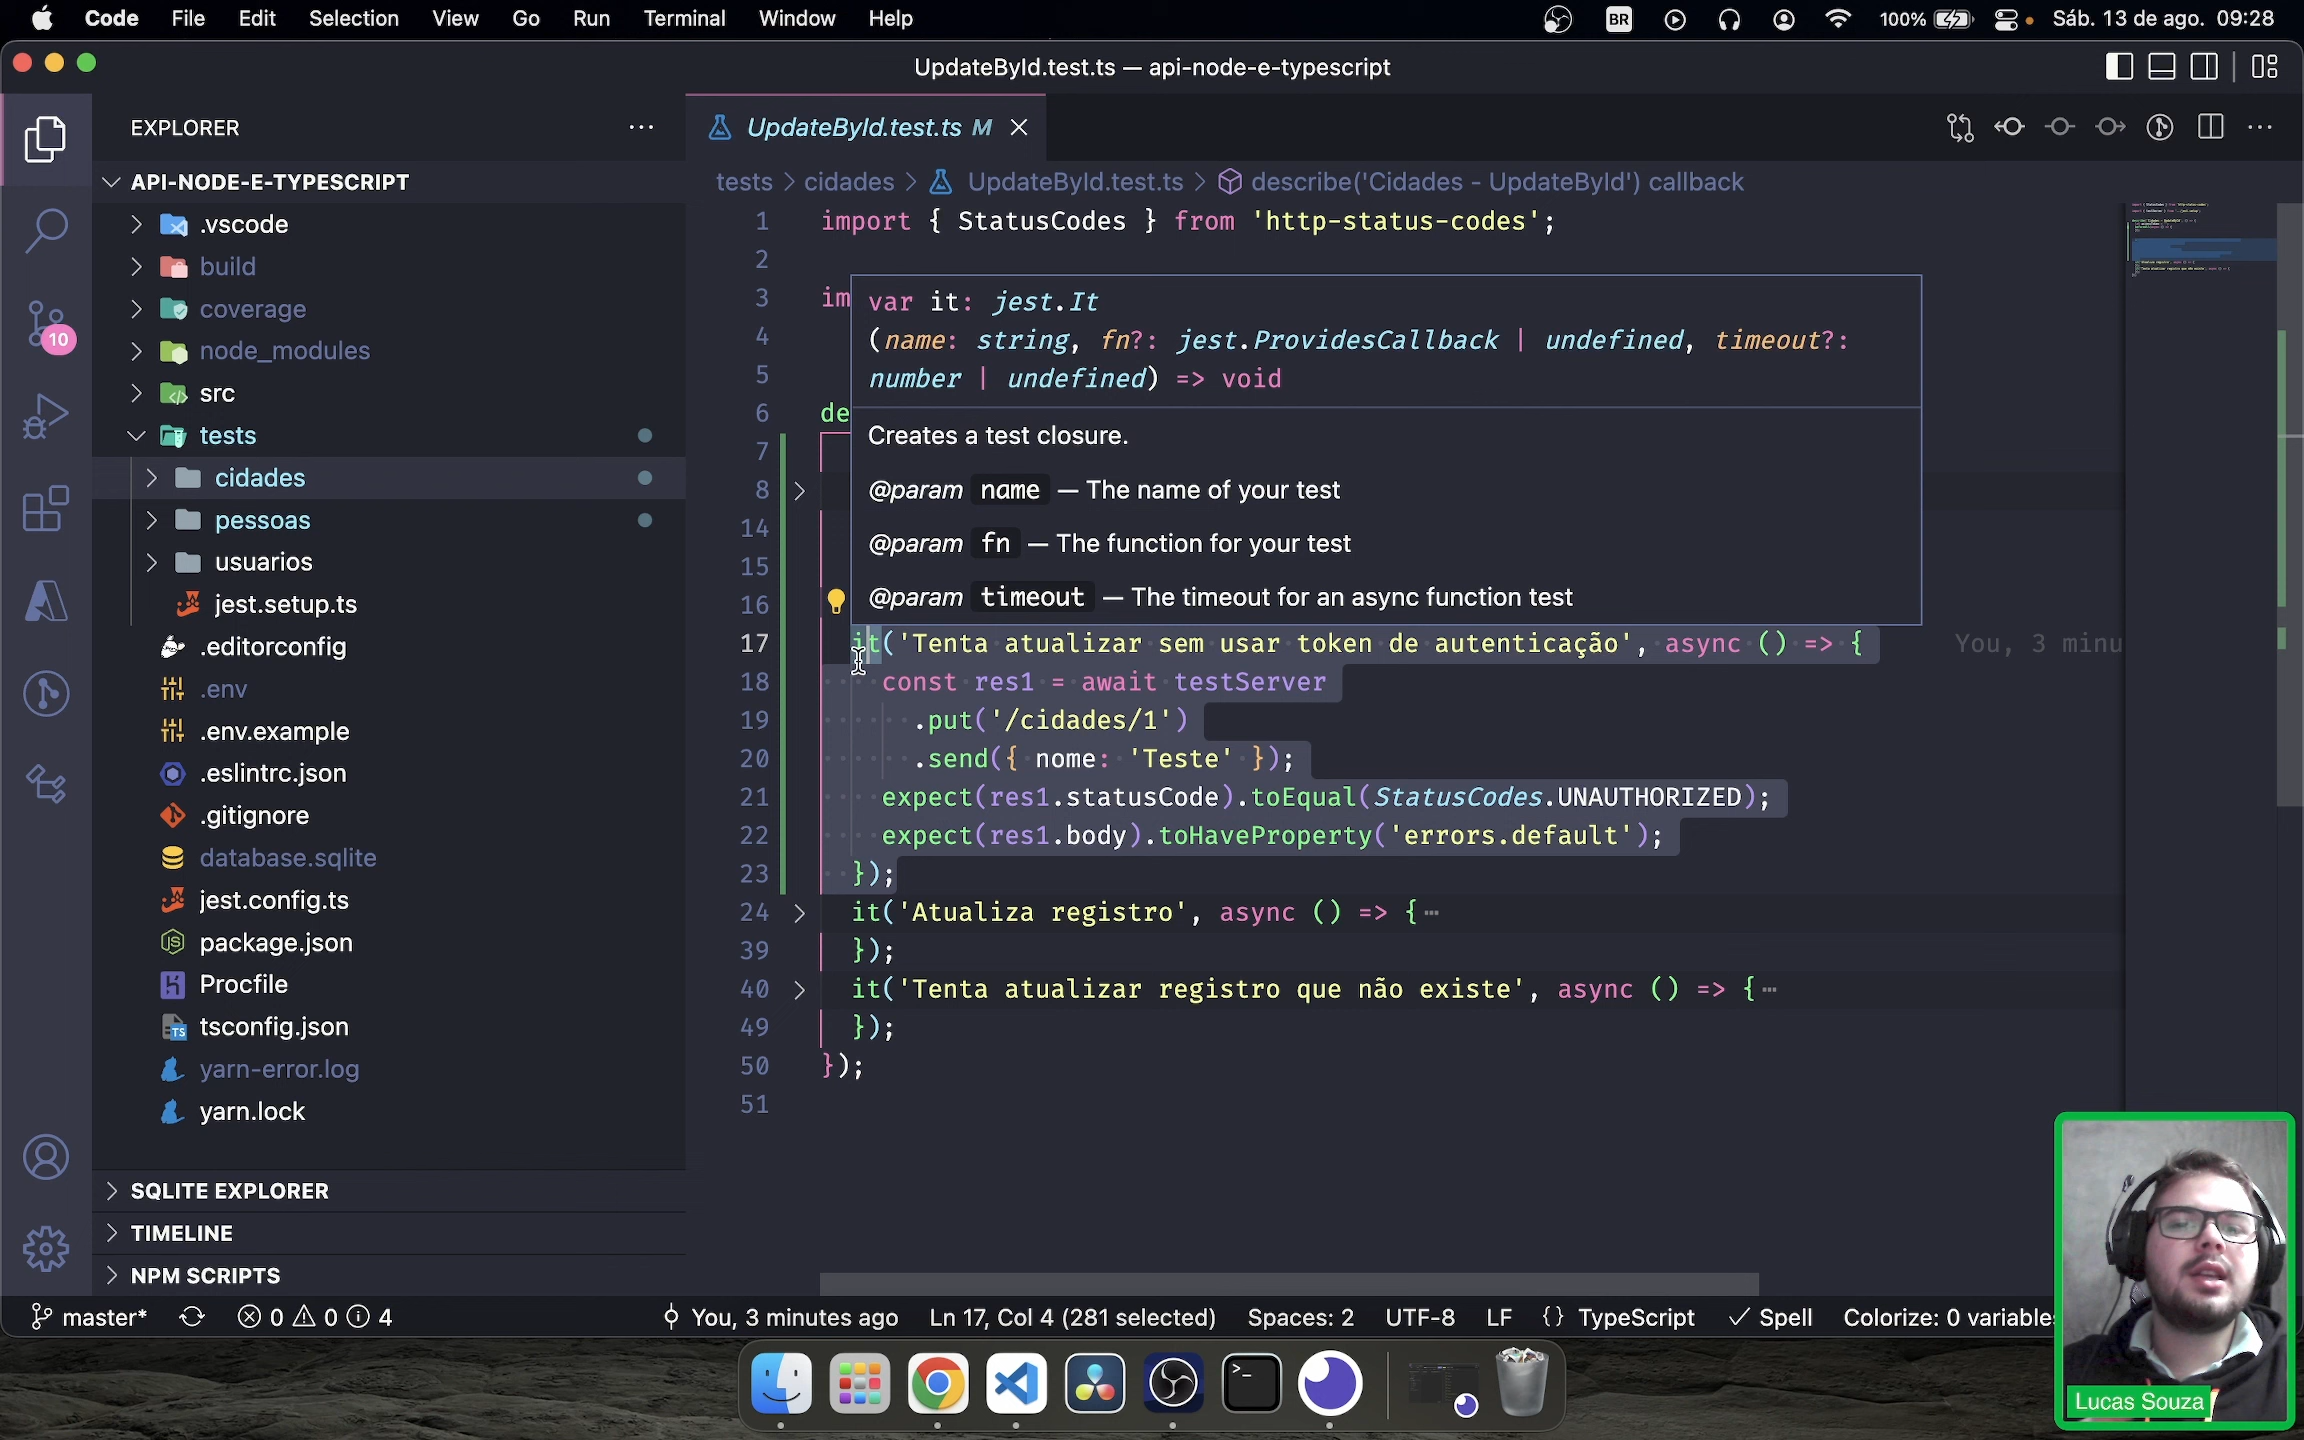 Code File Edit Selection View Go Run Terminal Window Help BR 100% Sáb. 13 de ago. 09:28
UpdateById.test.ts — api-node-e-typescript
EXPLORER
UpdateById.test.ts M
API-NODE-E-TYPESCRIPT
tests > cidades > UpdateById.test.ts > describe('Cidades - UpdateById') callback
.vscode
build
coverage
node_modules
src
tests
cidades
pessoas
usuarios
jest.setup.ts
.editorconfig
.env
.env.example
.eslintrc.json
.gitignore
database.sqlite
jest.config.ts
package.json
Procfile
tsconfig.json
yarn-error.log
yarn.lock
SQLITE EXPLORER
TIMELINE
NPM SCRIPTS
10
1 import { StatusCodes } from 'http-status-codes';
2
3 im
4
5
6 de
7
8
14
15
16
var it: jest.It
(name: string, fn?: jest.ProvidesCallback | undefined, timeout?:
number | undefined) => void
Creates a test closure.
@param name — The name of your test
@param fn — The function for your test
@param timeout — The timeout for an async function test
17 it('Tenta atualizar sem usar token de autenticação', async () => { You, 3 minu
18 const res1 = await testServer
19 .put('/cidades/1')
20 .send({ nome: 'Teste' });
21 expect(res1.statusCode).toEqual(StatusCodes.UNAUTHORIZED);
22 expect(res1.body).toHaveProperty('errors.default');
23 });
24 it('Atualiza registro', async () => {…
39 });
40 it('Tenta atualizar registro que não existe', async () => {…
49 });
50 });
51
master* 0 0 4 You, 3 minutes ago Ln 17, Col 4 (281 selected) Spaces: 2 UTF-8 LF {} TypeScript Spell Colorize: 0 variables
Lucas Souza